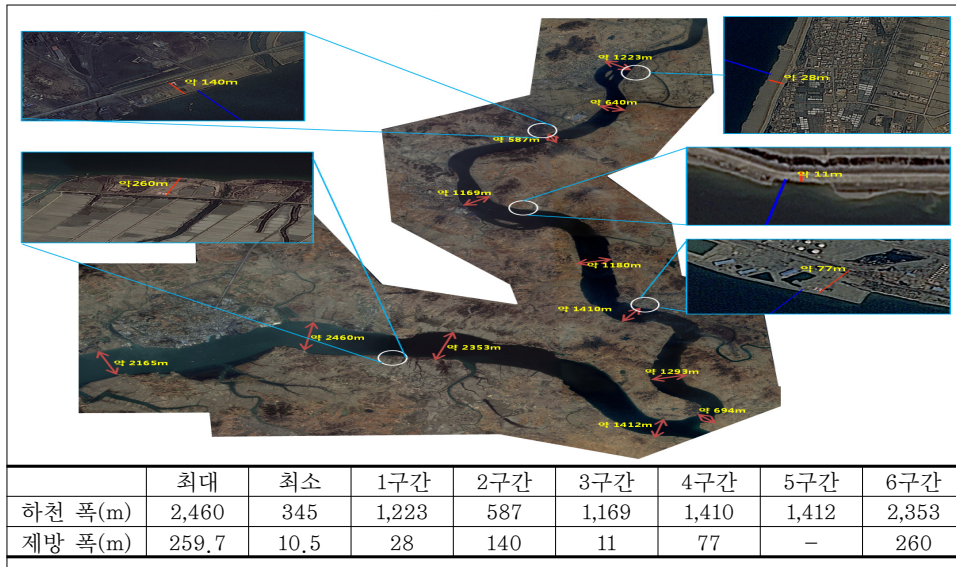 약 1223m
약 140m
약 28m
약 640m
약 587m
약 11m
약260m
약 1169m
약 1180m
약 77m
약 1410m
약 2460m
약 2353m
약 2165m
약 1293m
약 694m
약 1412m
최대 최소 1구간 2구간 3구간 4구간 5구간 6구간
하천 폭(m) 2,460 345 1,223 587 1,169 1,410 1,412 2,353
제방 폭(m) 259.7 10.5 28 140 11 77 – 260